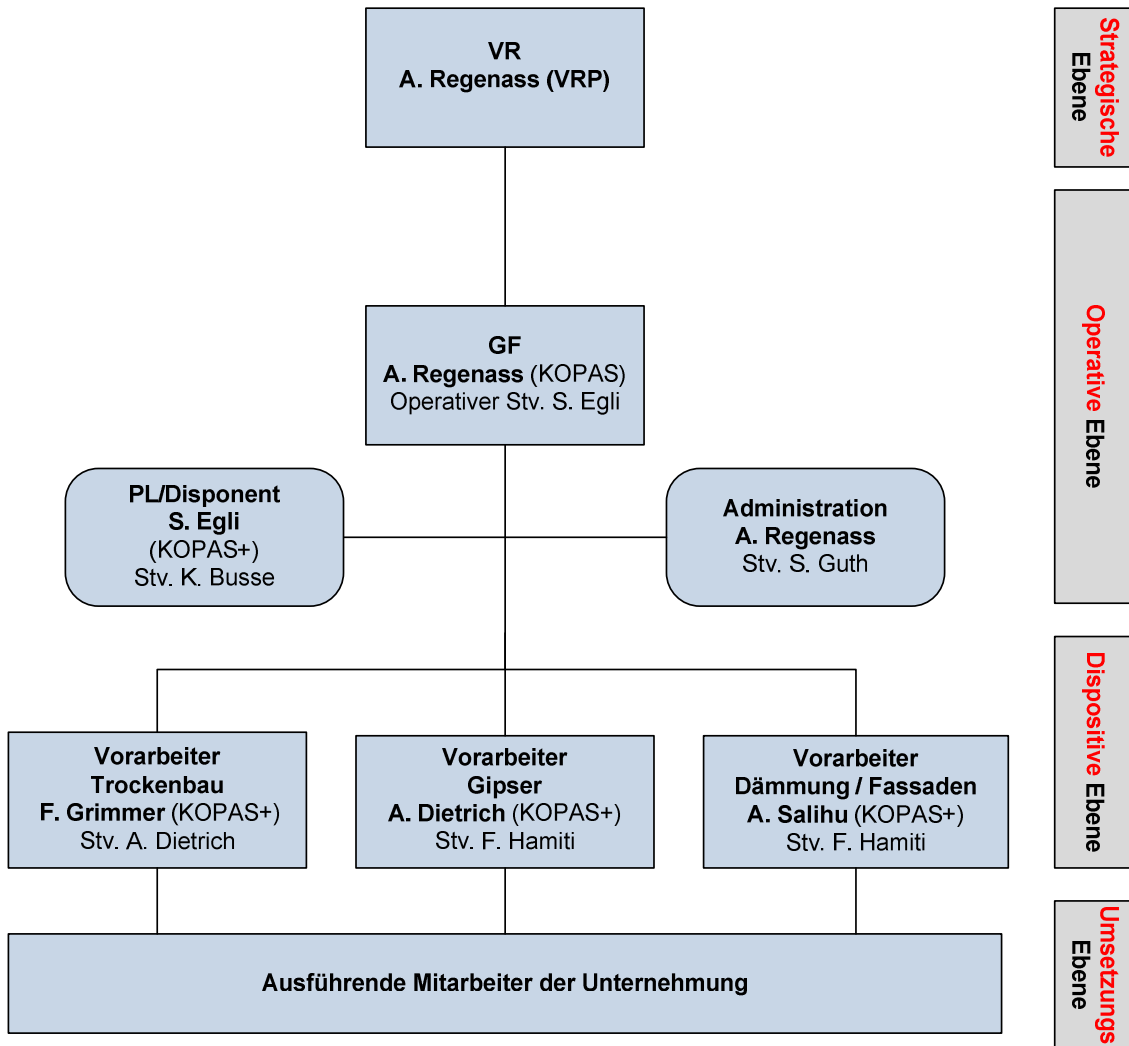 VR
A. Regenass (VRP)
Strategische
Ebene
GF
A. Regenass (KOPAS)
Operativer Stv. S. Egli
Operative Ebene
PL/Disponent
S. Egli
(KOPAS+)
Stv. K. Busse
Administration
A. Regenass
Stv. S. Guth
Vorarbeiter
Trockenbau
F. Grimmer (KOPAS+)
Stv. A. Dietrich
Vorarbeiter
Gipser
A. Dietrich (KOPAS+)
Stv. F. Hamiti
Vorarbeiter
Dämmung / Fassaden
A. Salihu (KOPAS+)
Stv. F. Hamiti
Dispositive Ebene
Ausführende Mitarbeiter der Unternehmung
Umsetzungs
Ebene